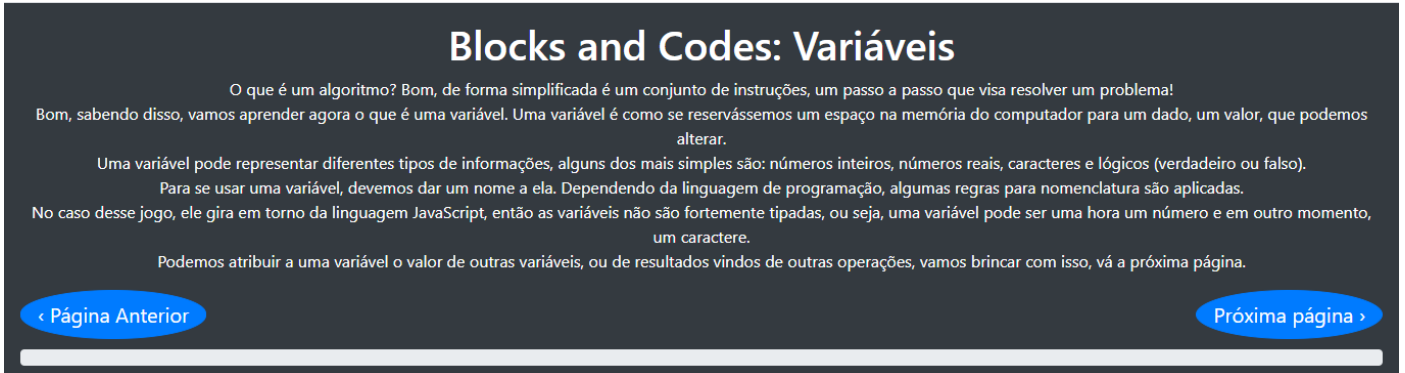 Blocks and Codes: Variáveis
O que é um algoritmo? Bom, de forma simplificada é um conjunto de instruções, um passo a passo que visa resolver um problema!
Bom, sabendo disso, vamos aprender agora o que é uma variável. Uma variável é como se reservássemos um espaço na memória do computador para um dado, um valor, que podemos
alterar.
Uma variável pode representar diferentes tipos de informações, alguns dos mais simples são: números inteiros, números reais, caracteres e lógicos (verdadeiro ou falso).
Para se usar uma variável, devemos dar um nome a ela. Dependendo da linguagem de programação, algumas regras para nomenclatura são aplicadas.
No caso desse jogo, ele gira em torno da linguagem JavaScript, então as variáveis não são fortemente tipadas, ou seja, uma variável pode ser uma hora um número e em outro momento,
um caractere.
Podemos atribuir a uma variável o valor de outras variáveis, ou de resultados vindos de outras operações, vamos brincar com isso, vá a próxima página.
‹ Página Anterior
Próxima página ›